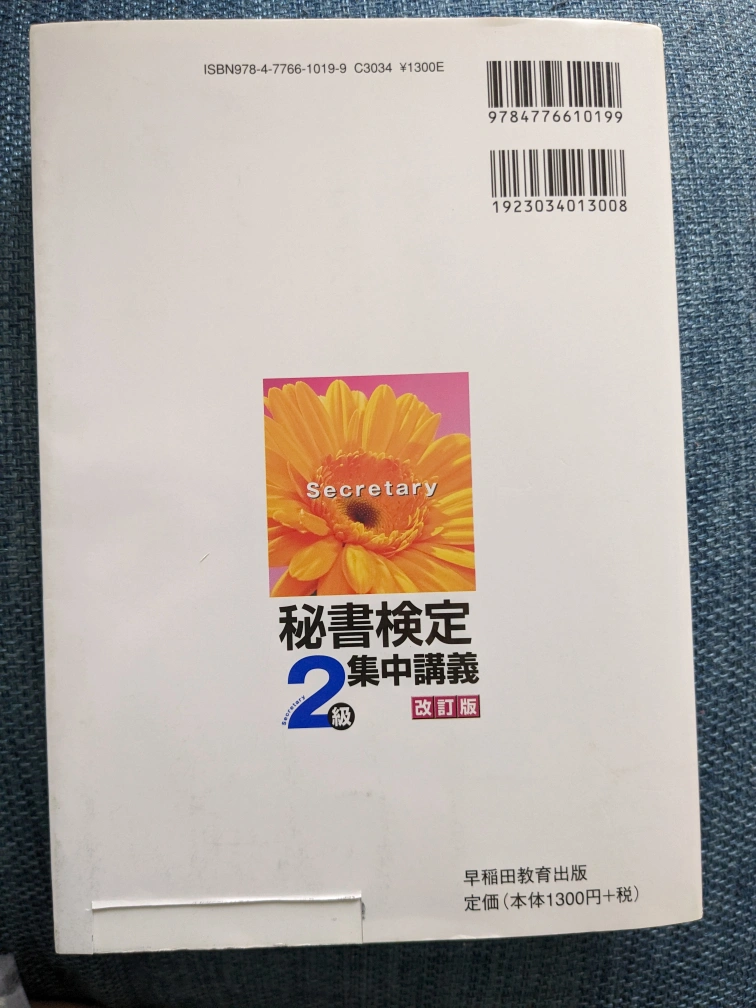 ISBN978-4-7766-1019-9 C3034 ¥1300E
9784776610199
1923034013008
Secretary
秘書検定
集中講義
Secretary
2級
改訂版
早稲田教育出版
定価(本体1300円+税)